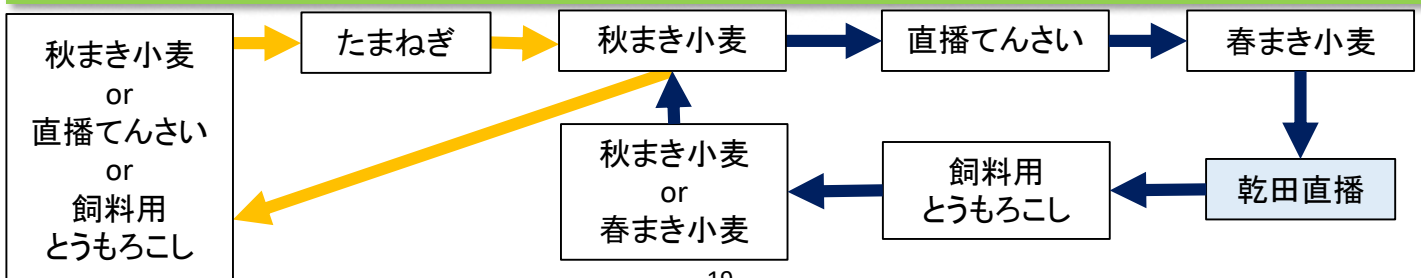 秋まき小麦
or
直播てんさい
or
飼料用
とうもろこし
たまねぎ
秋まき小麦
直播てんさい
春まき小麦
乾田直播
飼料用
とうもろこし
秋まき小麦
or
春まき小麦